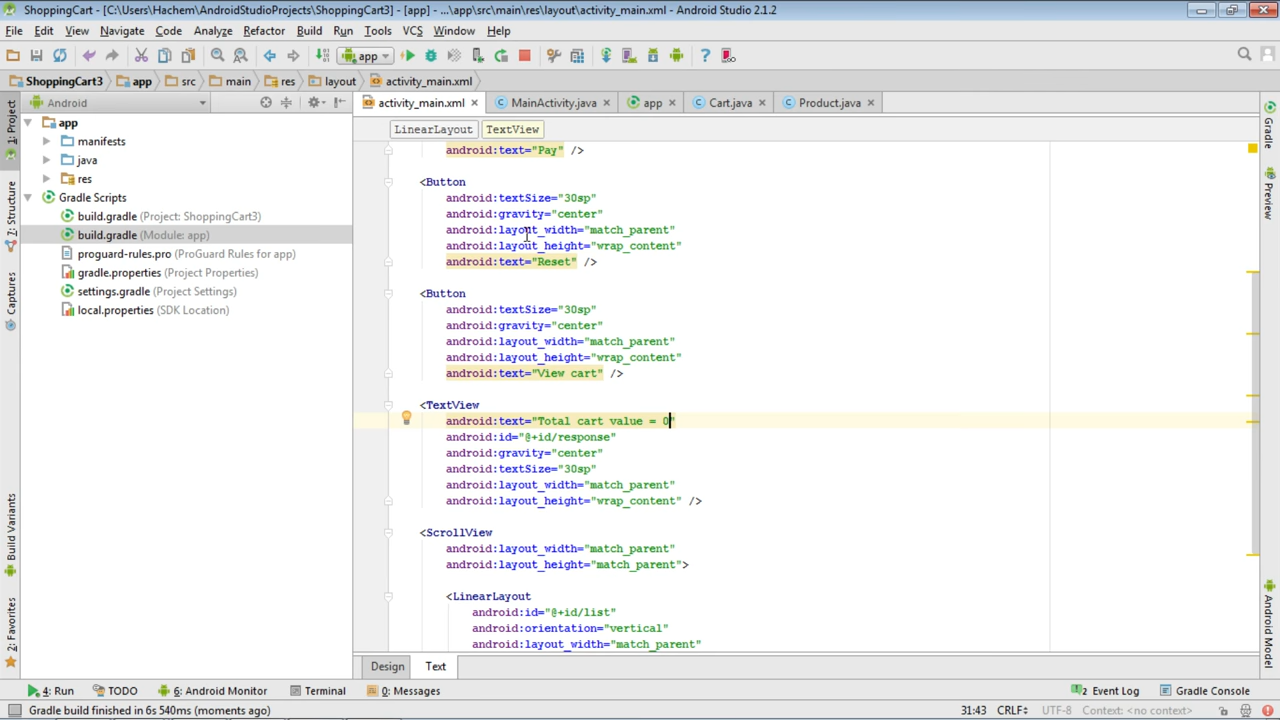 ShoppingCart - [C:\Users\Hachem\AndroidStudioProjects\ShoppingCart3] - [app] - ...\app\src\main\res\layout\activity_main.xml - Android Studio 2.1.2
File Edit View Navigate Code Analyze Refactor Build Run Tools VCS Window Help
app
ShoppingCart3 app src main res layout activity_main.xml
1: Project
7: Structure
Captures
Build Variants
2: Favorites
Android
app
manifests
java
res
Gradle Scripts
build.gradle (Project: ShoppingCart3)
build.gradle (Module: app)
proguard-rules.pro (ProGuard Rules for app)
gradle.properties (Project Properties)
settings.gradle (Project Settings)
local.properties (SDK Location)
activity_main.xml MainActivity.java app Cart.java Product.java
LinearLayout TextView
android:text="Pay" />
<Button
android:textSize="30sp"
android:gravity="center"
android:layout_width="match_parent"
android:layout_height="wrap_content"
android:text="Reset" />
<Button
android:textSize="30sp"
android:gravity="center"
android:layout_width="match_parent"
android:layout_height="wrap_content"
android:text="View cart" />
<TextView
android:text="Total cart value = 0"
android:id="@+id/response"
android:gravity="center"
android:textSize="30sp"
android:layout_width="match_parent"
android:layout_height="wrap_content" />
<ScrollView
android:layout_width="match_parent"
android:layout_height="match_parent">
<LinearLayout
android:id="@+id/list"
android:orientation="vertical"
android:layout_width="match_parent"
Design Text
Gradle
Preview
Android Model
4: Run TODO 6: Android Monitor Terminal 0: Messages 2 Event Log Gradle Console
Gradle build finished in 6s 540ms (moments ago) 31:43 CRLF UTF-8 Context: <no context>